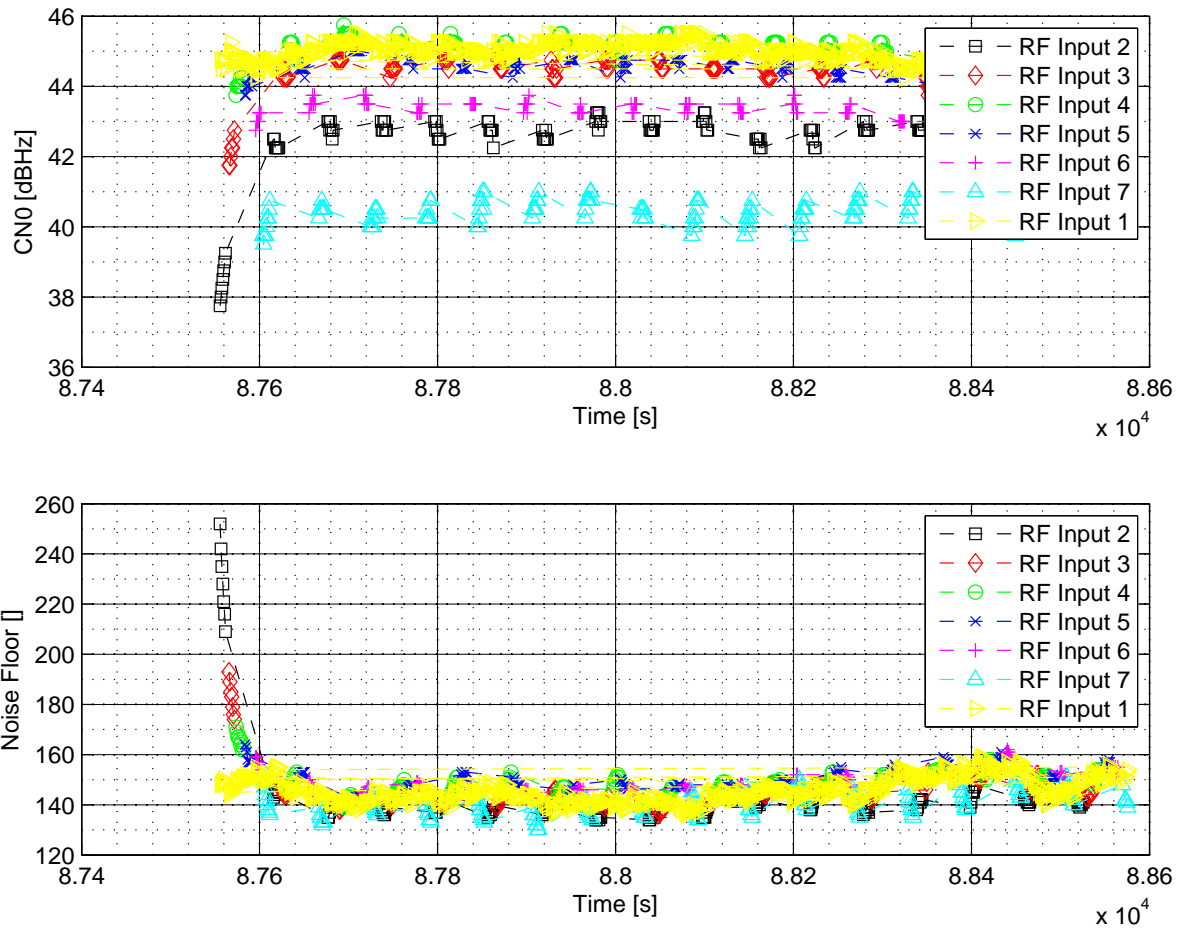 46
44
42
40
38
36
CN0 [dBHz]
8.74
8.76
8.78
8.8
8.82
8.84
8.86
Time [s]
x 10^4
RF Input 2
RF Input 3
RF Input 4
RF Input 5
RF Input 6
RF Input 7
RF Input 1
260
240
220
200
180
160
140
120
Noise Floor []
8.74
8.76
8.78
8.8
8.82
8.84
8.86
Time [s]
x 10^4
RF Input 2
RF Input 3
RF Input 4
RF Input 5
RF Input 6
RF Input 7
RF Input 1